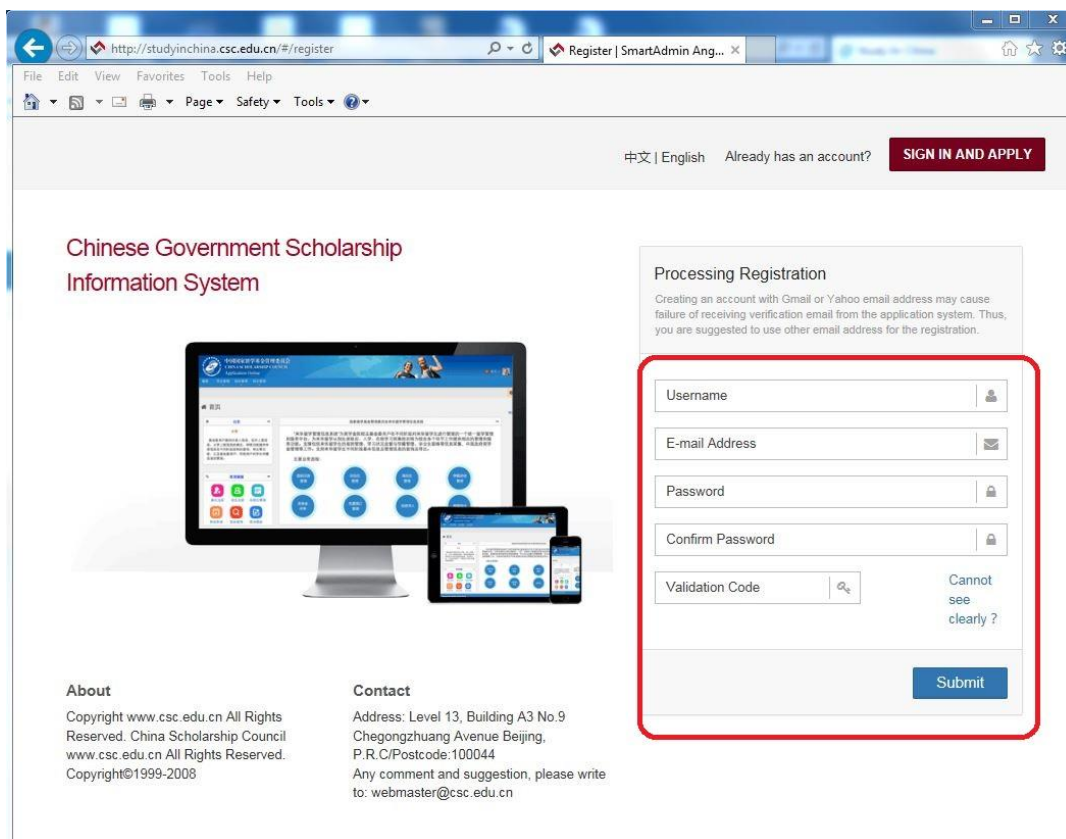 http://studyinchina.csc.edu.cn/#/register
Register | SmartAdmin Ang...
File Edit View Favorites Tools Help
Page Safety Tools
中文 | English Already has an account? SIGN IN AND APPLY
Chinese Government Scholarship
Information System
Processing Registration
Creating an account with Gmail or Yahoo email address may cause
failure of receiving verification email from the application system. Thus,
you are suggested to use other email address for the registration.
Username
E-mail Address
Password
Confirm Password
Validation Code
Cannot
see
clearly ?
Submit
About
Copyright www.csc.edu.cn All Rights
Reserved. China Scholarship Council
www.csc.edu.cn All Rights Reserved.
Copyright©1999-2008
Contact
Address: Level 13, Building A3 No.9
Chegongzhuang Avenue Beijing,
P.R.C/Postcode:100044
Any comment and suggestion, please write
to: webmaster@csc.edu.cn